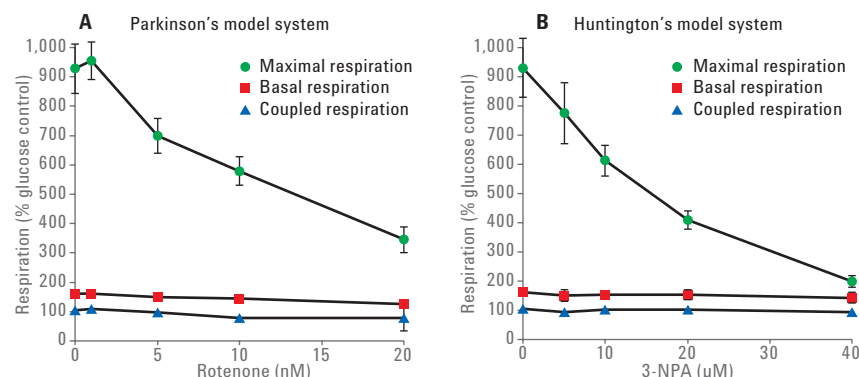 A Parkinson's model system
Respiration (% glucose control)
1,000
900
800
700
600
500
400
300
200
100
0
Maximal respiration
Basal respiration
Coupled respiration
0 5 10 15 20
Rotenone (nM)
B Huntington's model system
Respiration (% glucose control)
1,000
900
800
700
600
500
400
300
200
100
0
Maximal respiration
Basal respiration
Coupled respiration
0 10 20 30 40
3-NPA (µM)